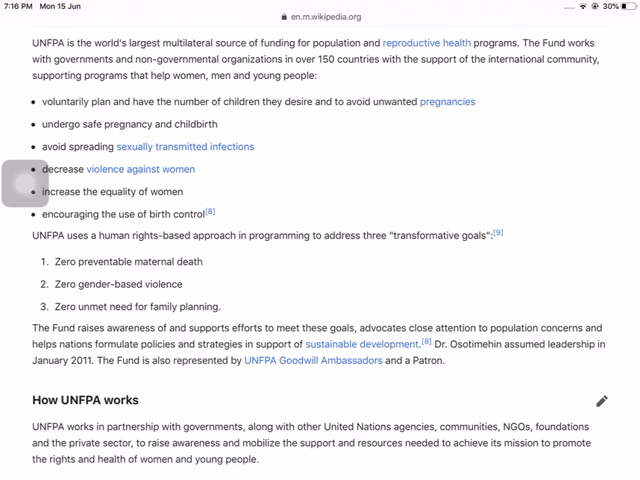 7:16 PM Mon 15 Jun
30%
en.m.wikipedia.org
UNFPA is the world's largest multilateral source of funding for population and reproductive health programs. The Fund works
with governments and non-governmental organizations in over 150 countries with the support of the international community,
supporting programs that help women, men and young people:
• voluntarily plan and have the number of children they desire and to avoid unwanted pregnancies
• undergo safe pregnancy and childbirth
• avoid spreading sexually transmitted infections
• decrease violence against women
• increase the equality of women
• encouraging the use of birth control[8]
UNFPA uses a human rights-based approach in programming to address three "transformative goals":[9]
1. Zero preventable maternal death
2. Zero gender-based violence
3. Zero unmet need for family planning.
The Fund raises awareness of and supports efforts to meet these goals, advocates close attention to population concerns and
helps nations formulate policies and strategies in support of sustainable development.[8] Dr. Osotimehin assumed leadership in
January 2011. The Fund is also represented by UNFPA Goodwill Ambassadors and a Patron.
How UNFPA works
UNFPA works in partnership with governments, along with other United Nations agencies, communities, NGOs, foundations
and the private sector, to raise awareness and mobilize the support and resources needed to achieve its mission to promote
the rights and health of women and young people.